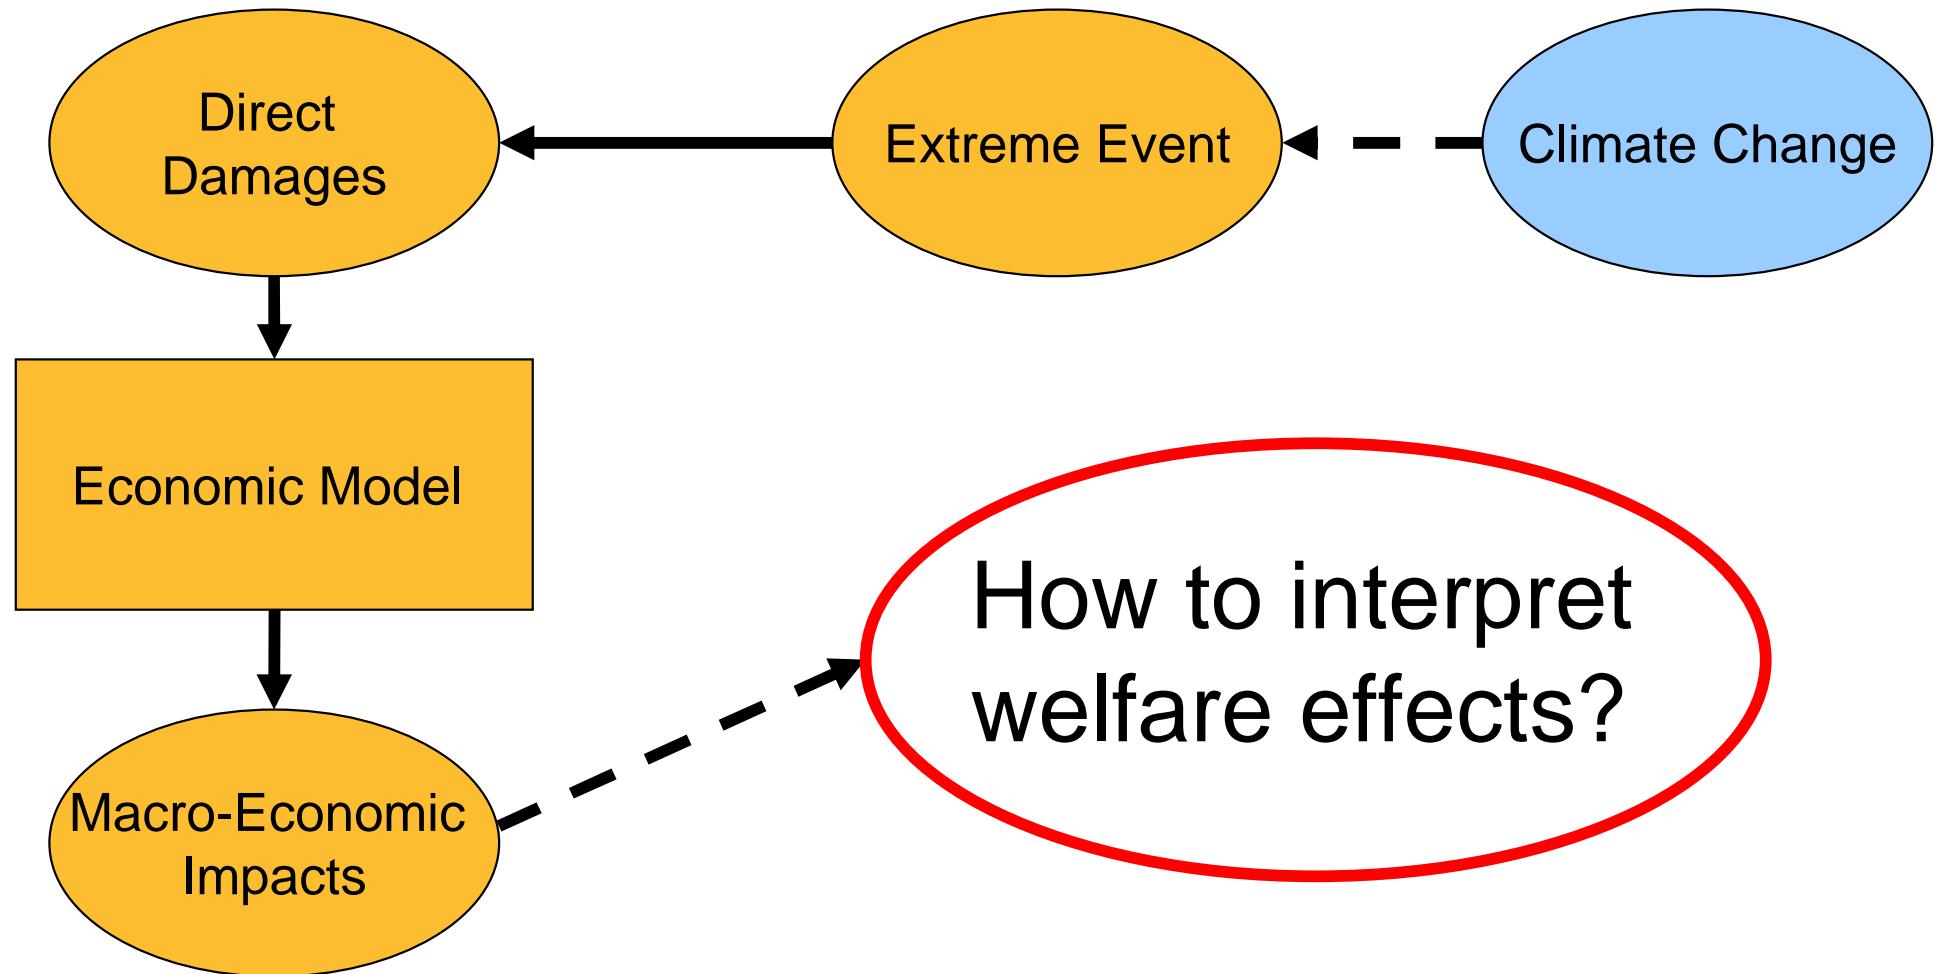 Direct
Damages
Extreme Event
Climate Change
Economic Model
How to interpret
welfare effects?
Macro-Economic
Impacts